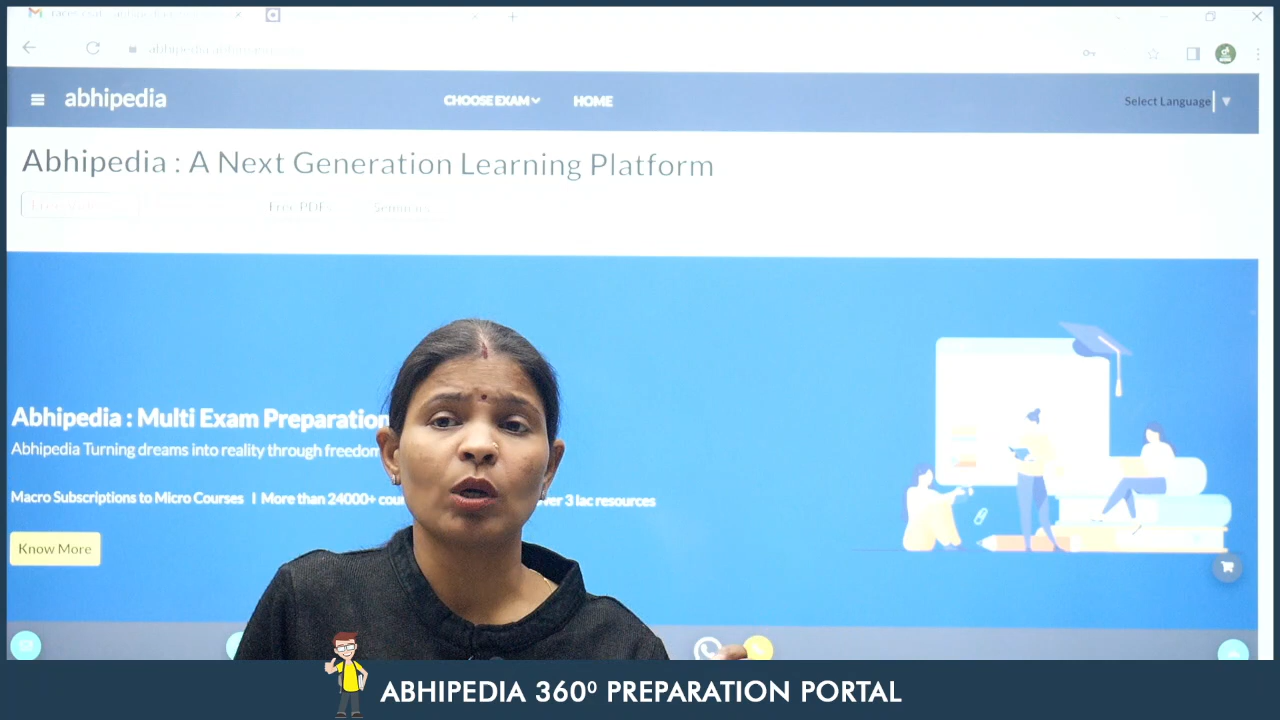 abhipedia
CHOOSE EXAM
HOME
Select Language
Abhipedia : A Next Generation Learning Platform
Free PDFs
Seminars
Abhipedia : Multi Exam Preparation
Abhipedia Turning dreams into reality through freedom
Macro Subscriptions to Micro Courses | More than 24000+ ver 3 lac resources
Know More
ABHIPEDIA 360⁰ PREPARATION PORTAL